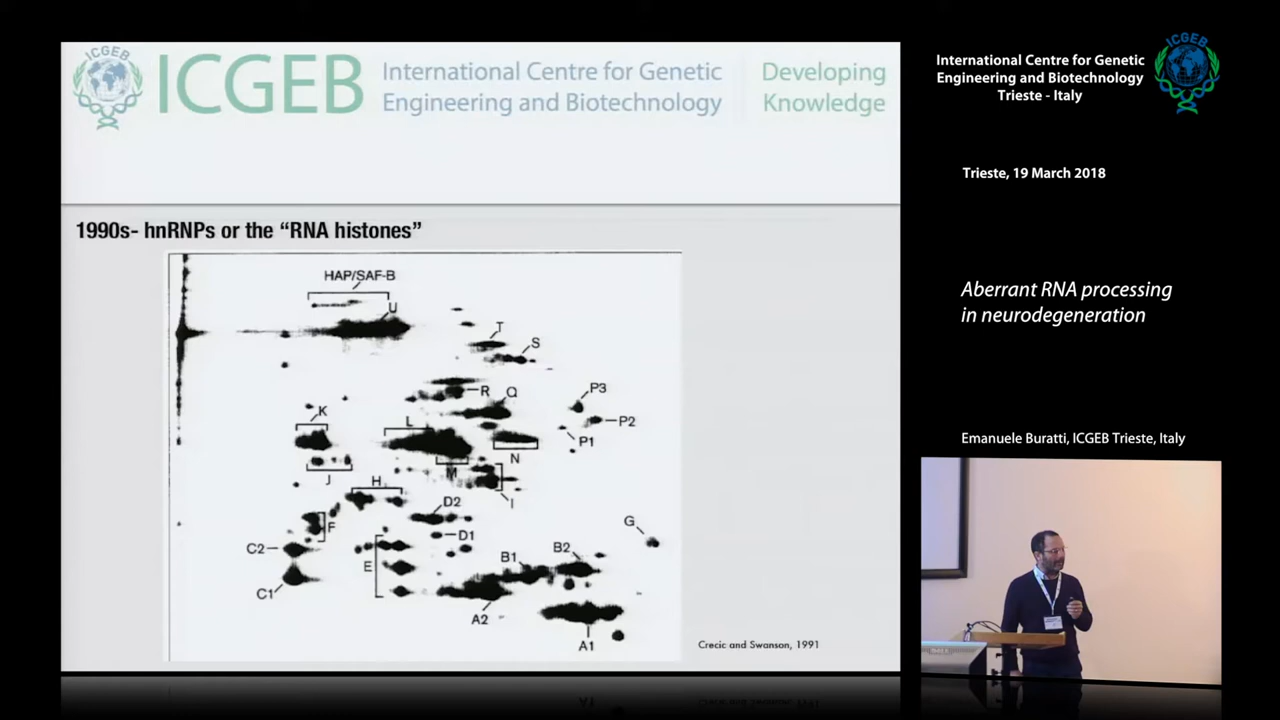 ICGEB
ICGEB
International Centre for Genetic
Engineering and Biotechnology
Developing
Knowledge
1990s- hnRNPs or the “RNA histones”
HAP/SAF-B
U
T
S
R
Q
P3
P2
P1
K
L
N
M
J
I
H
D2
F
D1
G
C2
E
B1
B2
C1
A2
A1
Crecic and Swanson, 1991
International Centre for Genetic
Engineering and Biotechnology
Trieste - Italy
ICGEB
Trieste, 19 March 2018
Aberrant RNA processing
in neurodegeneration
Emanuele Buratti, ICGEB Trieste, Italy